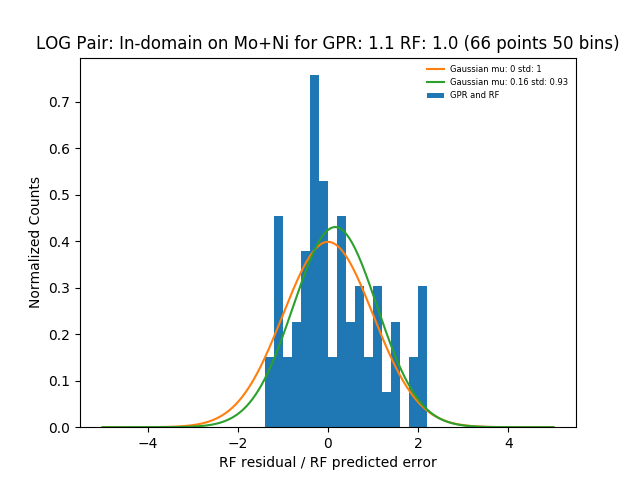 LOG Pair: In-domain on Mo+Ni for GPR: 1.1 RF: 1.0 (66 points 50 bins)
Gaussian mu: 0 std: 1
Gaussian mu: 0.16 std: 0.93
GPR and RF
Normalized Counts
0.7
0.6
0.5
0.4
0.3
0.2
0.1
0.0
−4 −2 0 2 4
RF residual / RF predicted error